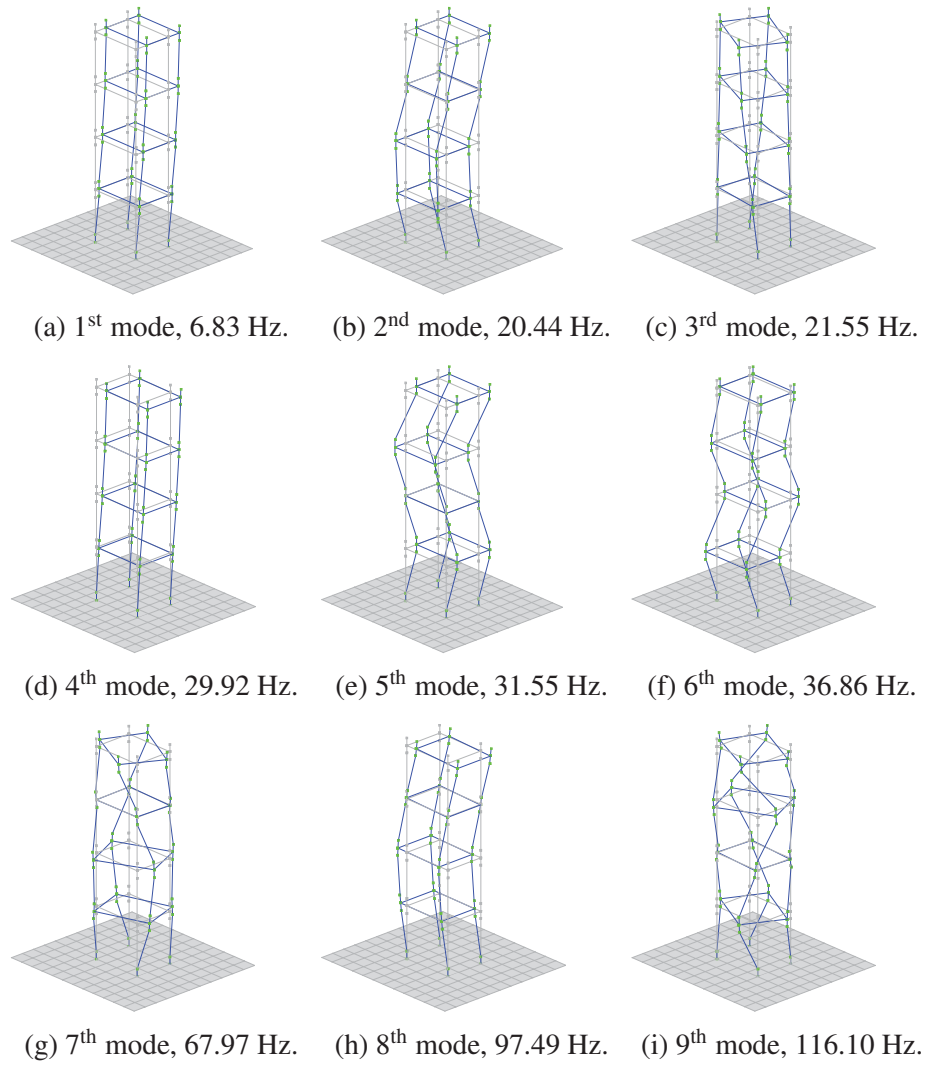 (a) 1st mode, 6.83 Hz.
(b) 2nd mode, 20.44 Hz.
(c) 3rd mode, 21.55 Hz.
(d) 4th mode, 29.92 Hz.
(e) 5th mode, 31.55 Hz.
(f) 6th mode, 36.86 Hz.
(g) 7th mode, 67.97 Hz.
(h) 8th mode, 97.49 Hz.
(i) 9th mode, 116.10 Hz.